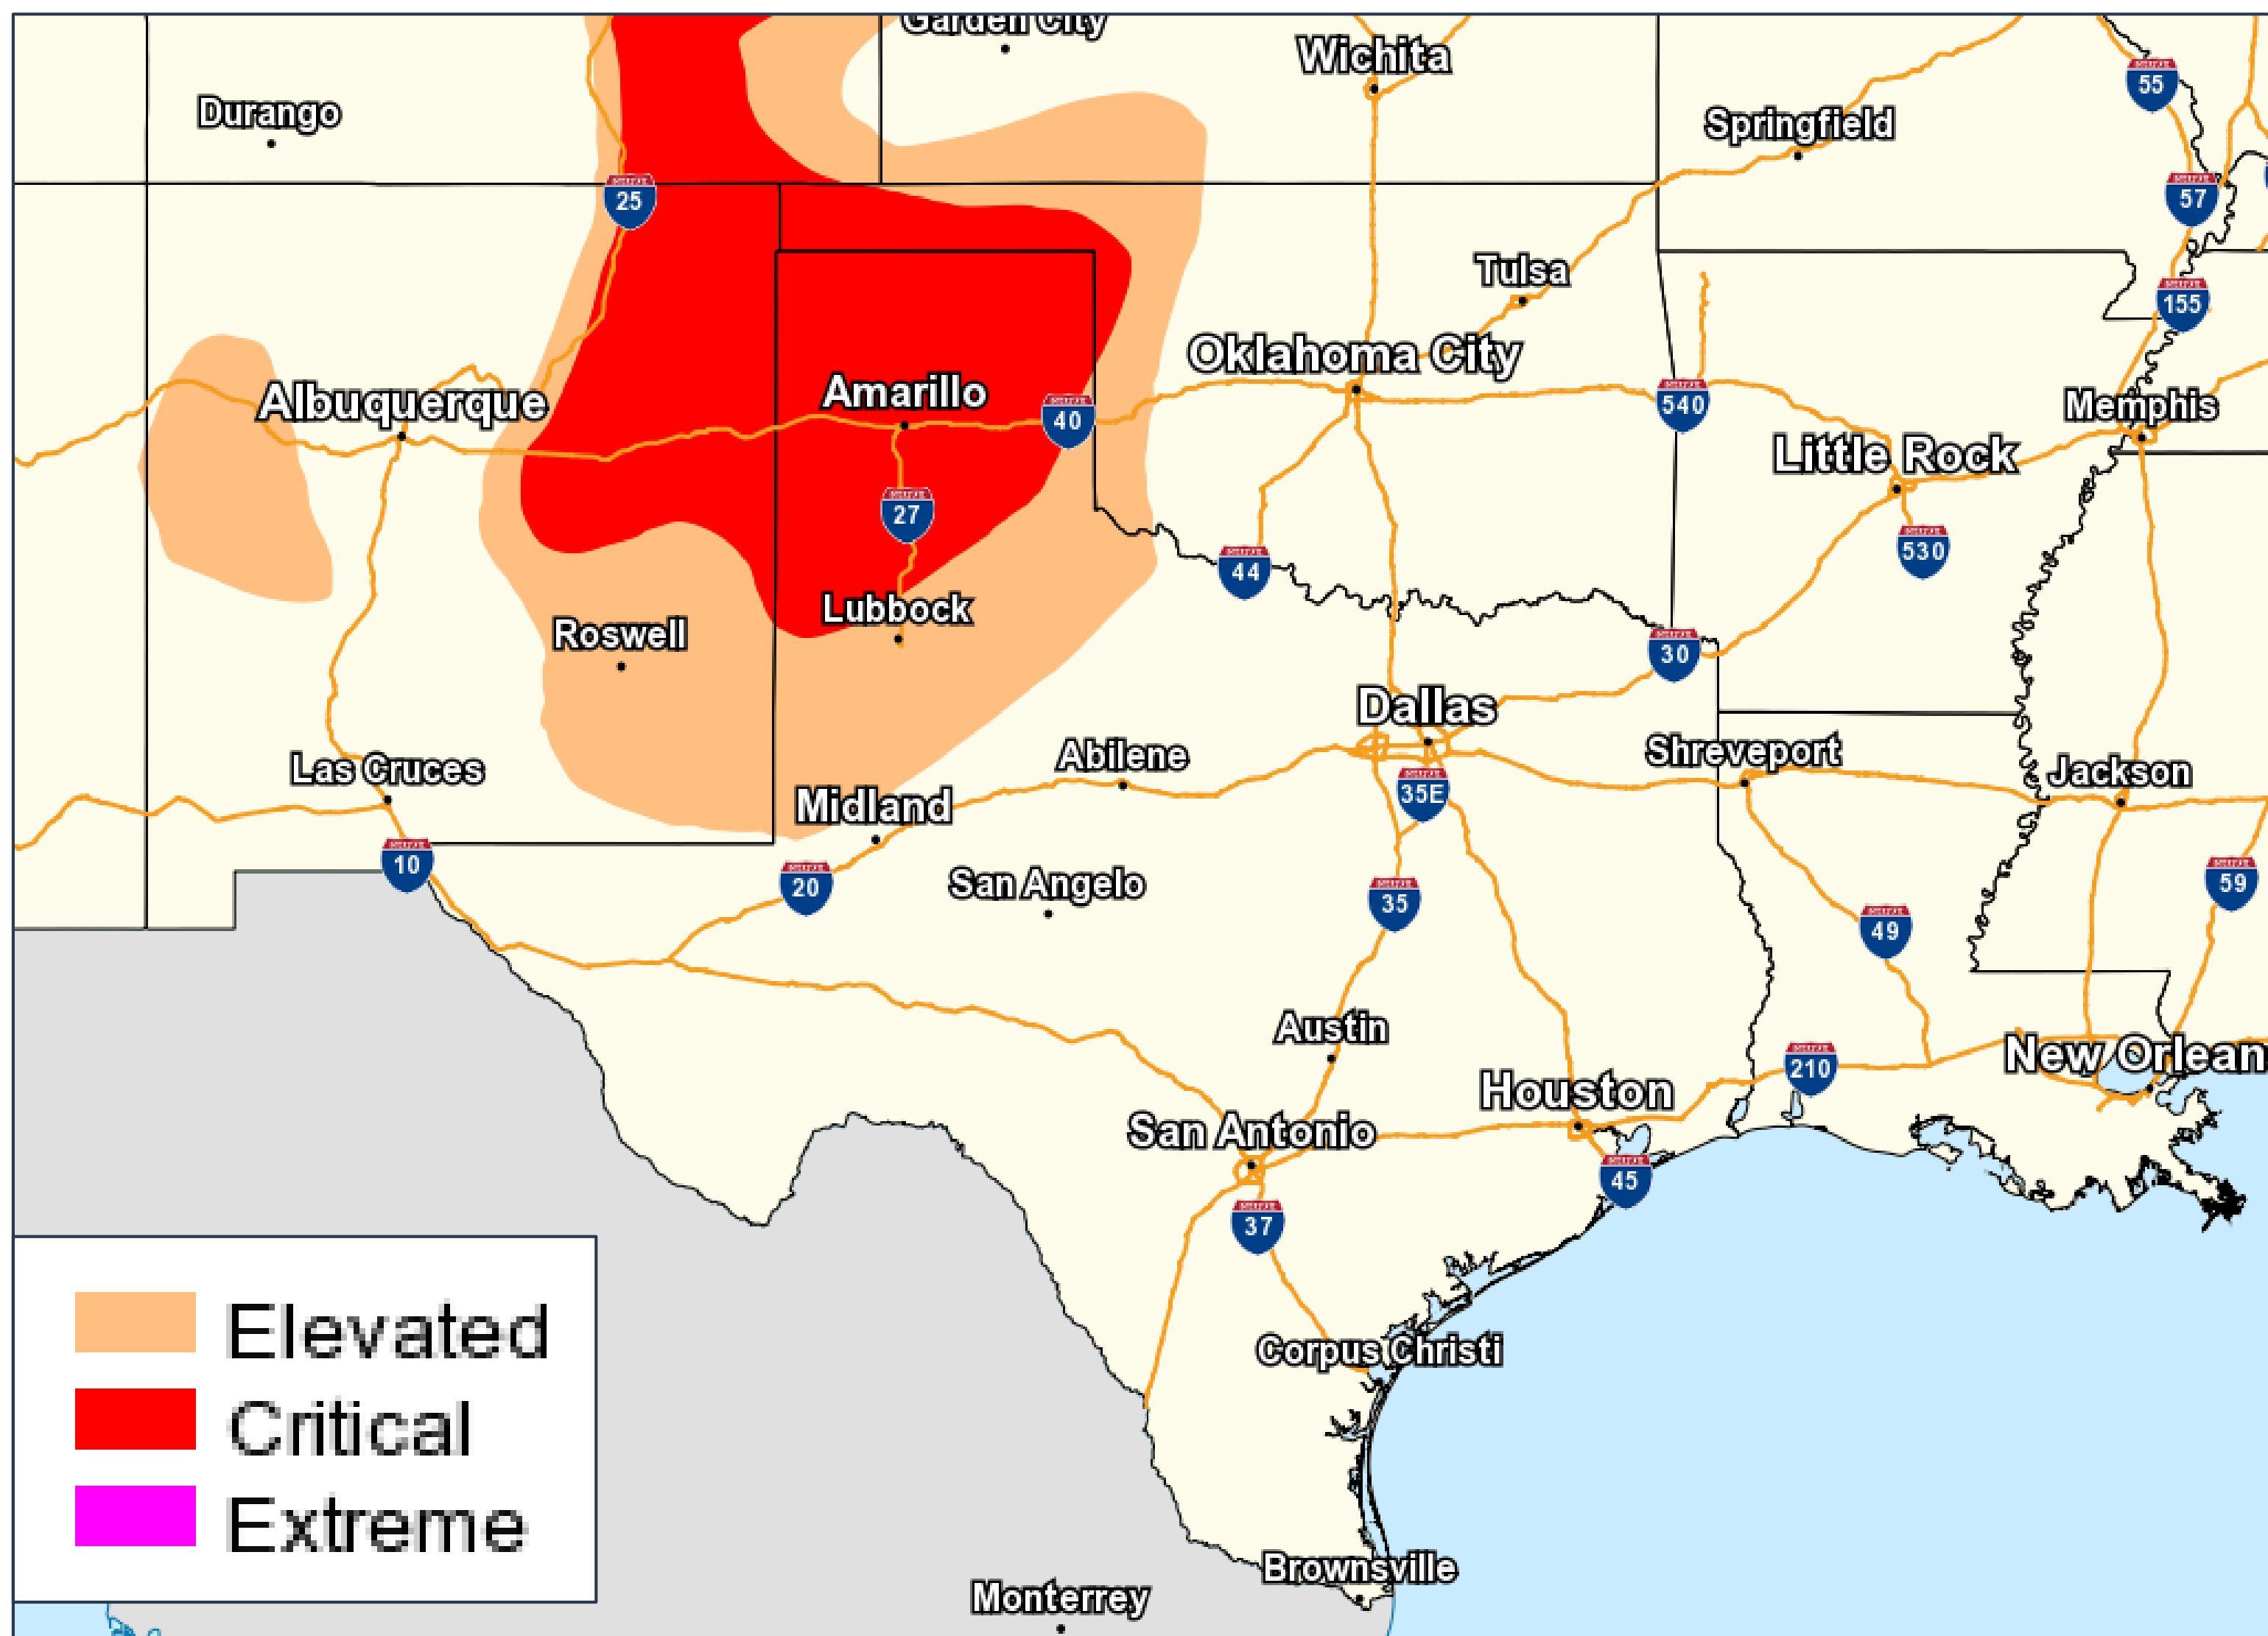 Garden City
Wichita
55
Durango
Springfield
25
57
Tulsa
155
Oklahoma City
Amarillo
Albuquerque
540
Memphis
40
Little Rock
27
530
44
Lubbock
Roswell
30
Dallas
Shreveport
Abilene
Las Cruces
Jackson
35E
Midland
10
20
San Angelo
59
35
49
Austin
New Orlean
210
Houston
San Antonio
45
37
Elevated
Corpus Christi
Critical
Extreme
Brownsville
Monterrey